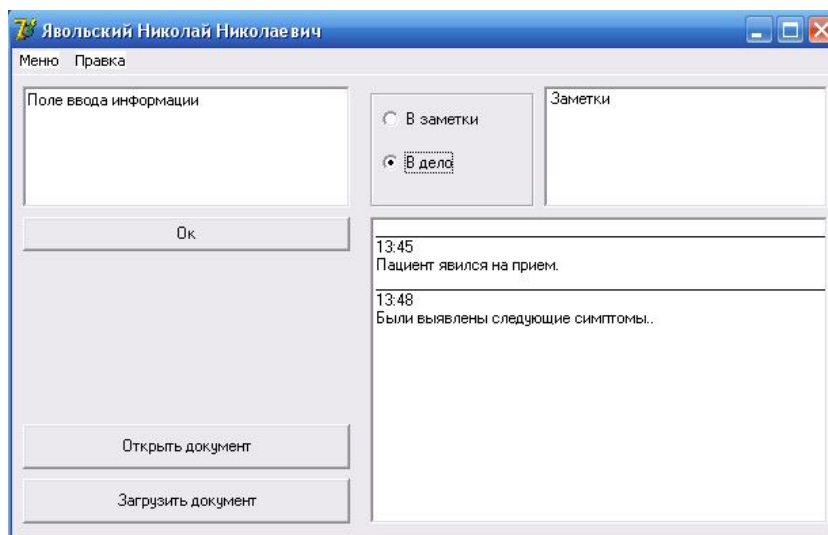 Явольский Николай Николаевич
Меню Правка
Поле ввода информации
В заметки
В дело
Заметки
Ок
13:45
Пациент явился на прием.
13:48
Были выявлены следующие симптомы..
Открыть документ
Загрузить документ